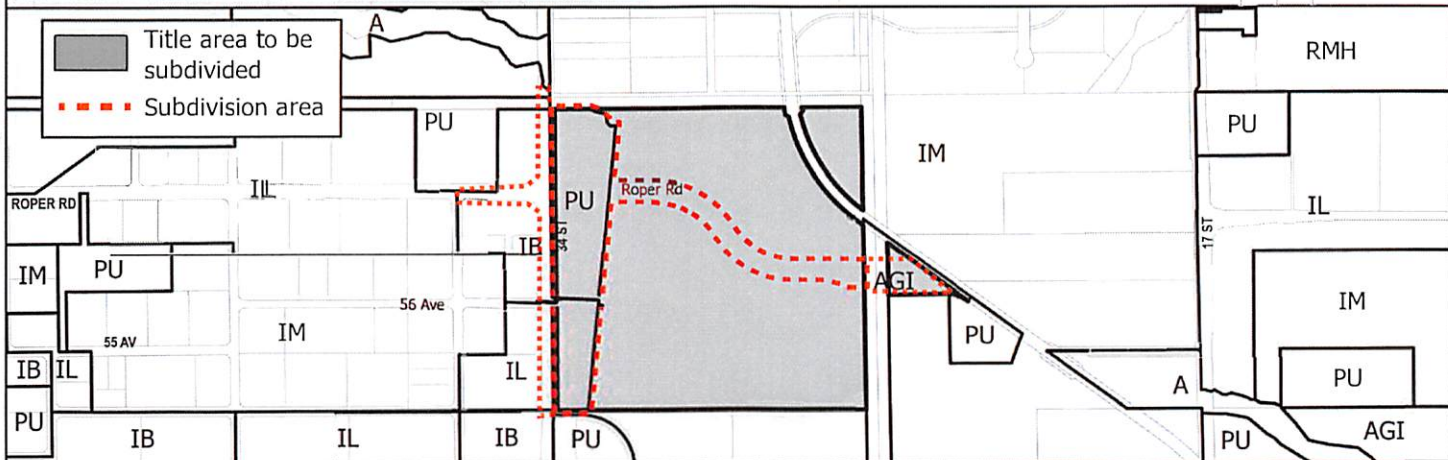 Title area to be
subdivided
Subdivision area
A
RMH
PU
PU
IM
IIL
PU
Roper Rd
ROPER RD
IL
34 ST
17 ST
IB
IM
PU
AGI
IM
56 Ave
IM
PU
55 AV
IB
IL
IL
A
PU
PU
IB
IL
IB
PU
PU
AGI